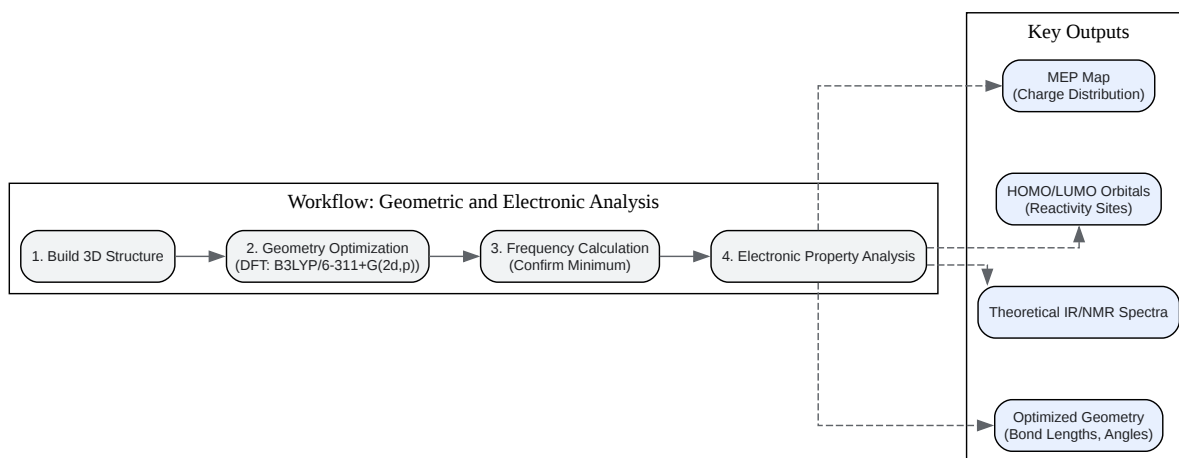 Key Outputs
MEP Map
(Charge Distribution)
HOMO/LUMO Orbitals
(Reactivity Sites)
Workflow: Geometric and Electronic Analysis
1. Build 3D Structure
2. Geometry Optimization
(DFT: B3LYP/6-311+G(2d,p))
3. Frequency Calculation
(Confirm Minimum)
4. Electronic Property Analysis
Theoretical IR/NMR Spectra
Optimized Geometry
(Bond Lengths, Angles)